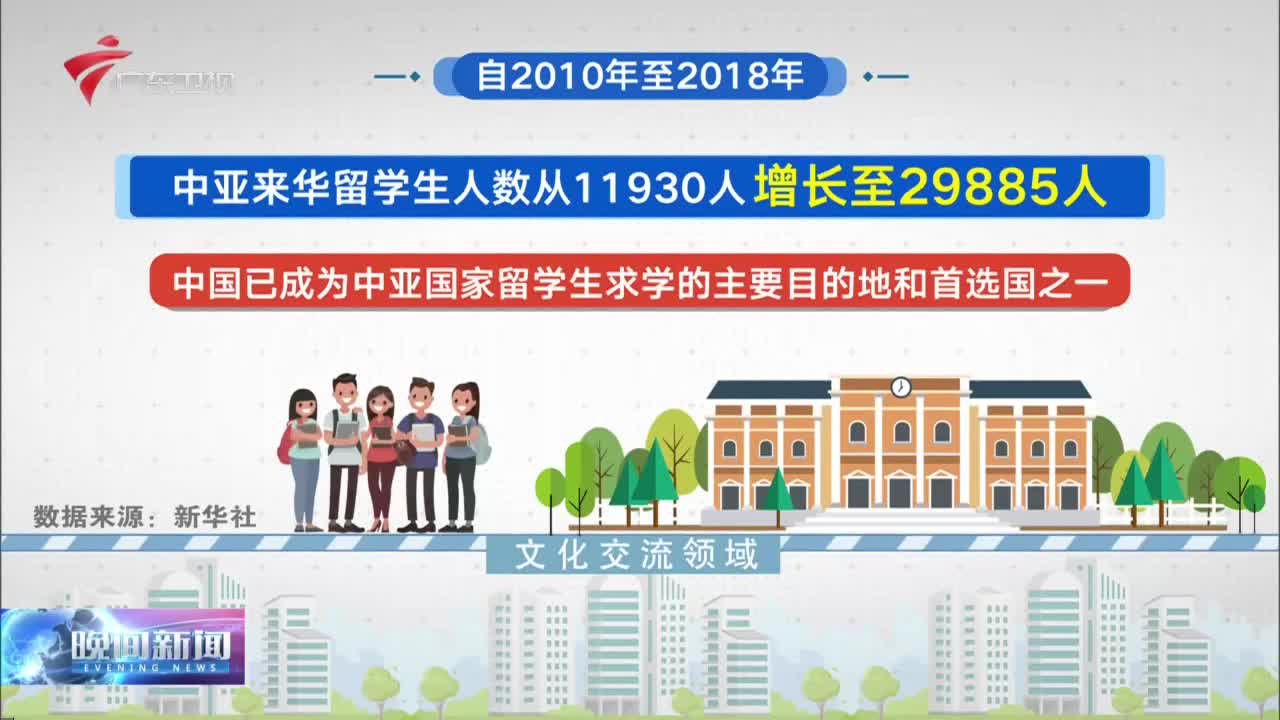 广东卫视
自2010年至2018年
中亚来华留学生人数从11930人增长至29885人
中国已成为中亚国家留学生求学的主要目的地和首选国之一
数据来源：新华社
文化交流领域
晚间新闻
EVENING NEWS